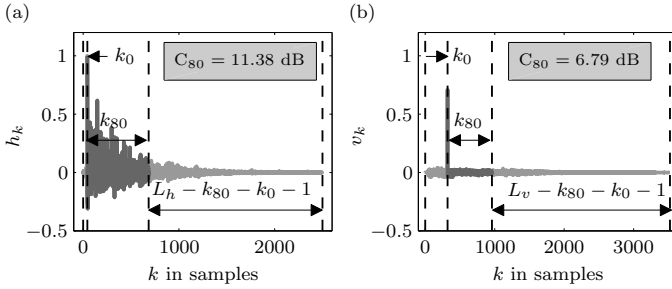 (a)
1
0.5
0
−0.5
h_k
k_0
C_80 = 11.38 dB
k_80
L_h − k_80 − k_0 − 1
0 1000 2000
k in samples
(b)
1
0.5
0
−0.5
v_k
k_0
C_80 = 6.79 dB
k_80
L_v − k_80 − k_0 − 1
0 1000 2000 3000
k in samples